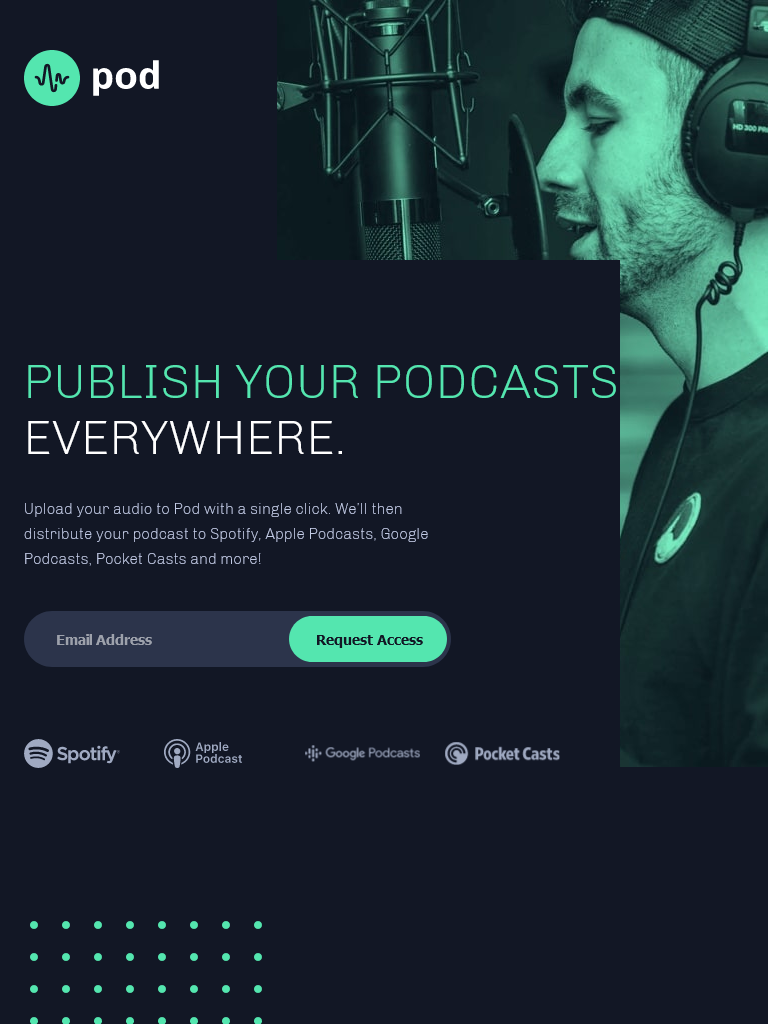 pod
HD 300 PRO
PUBLISH YOUR PODCASTS
EVERYWHERE.
Upload your audio to Pod with a single click. We’ll then
distribute your podcast to Spotify, Apple Podcasts, Google
Podcasts, Pocket Casts and more!
Email Address
Request Access
Spotify
Apple
Podcast
Google Podcasts
Pocket Casts